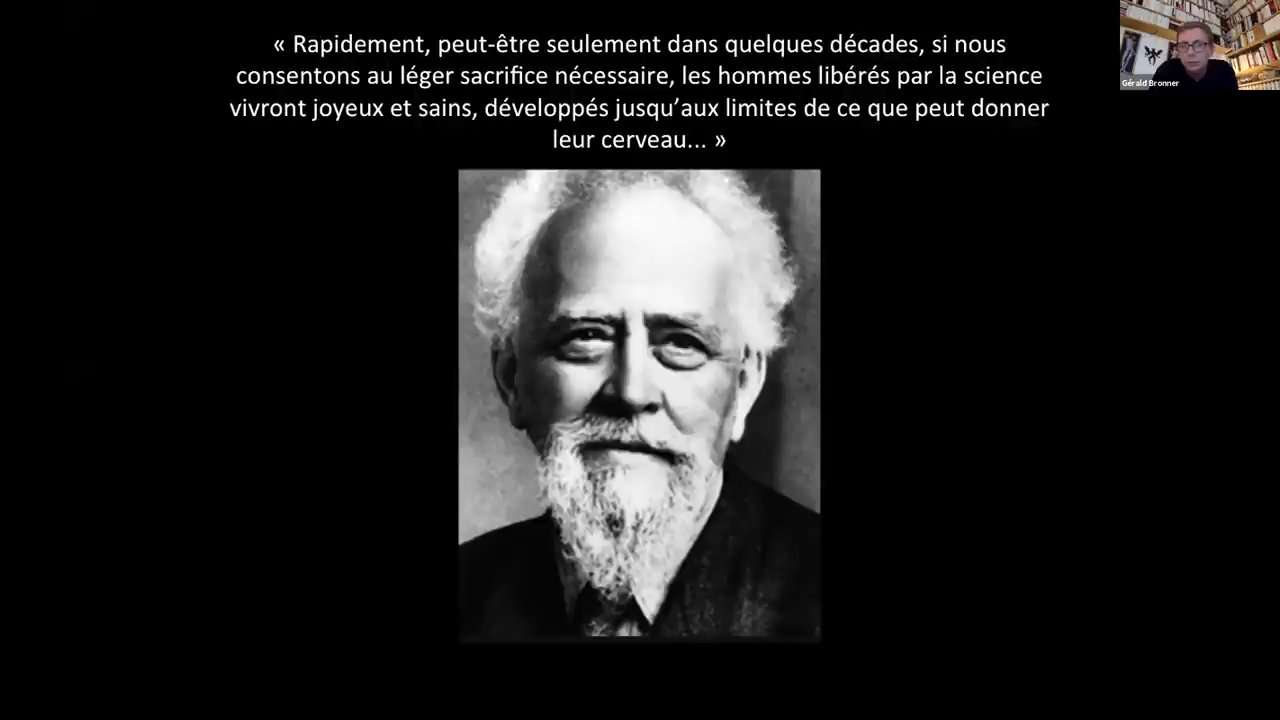 « Rapidement, peut-être seulement dans quelques décades, si nous
consentons au léger sacrifice nécessaire, les hommes libérés par la science
vivront joyeux et sains, développés jusqu’aux limites de ce que peut donner
leur cerveau... »
Gérald Bronner